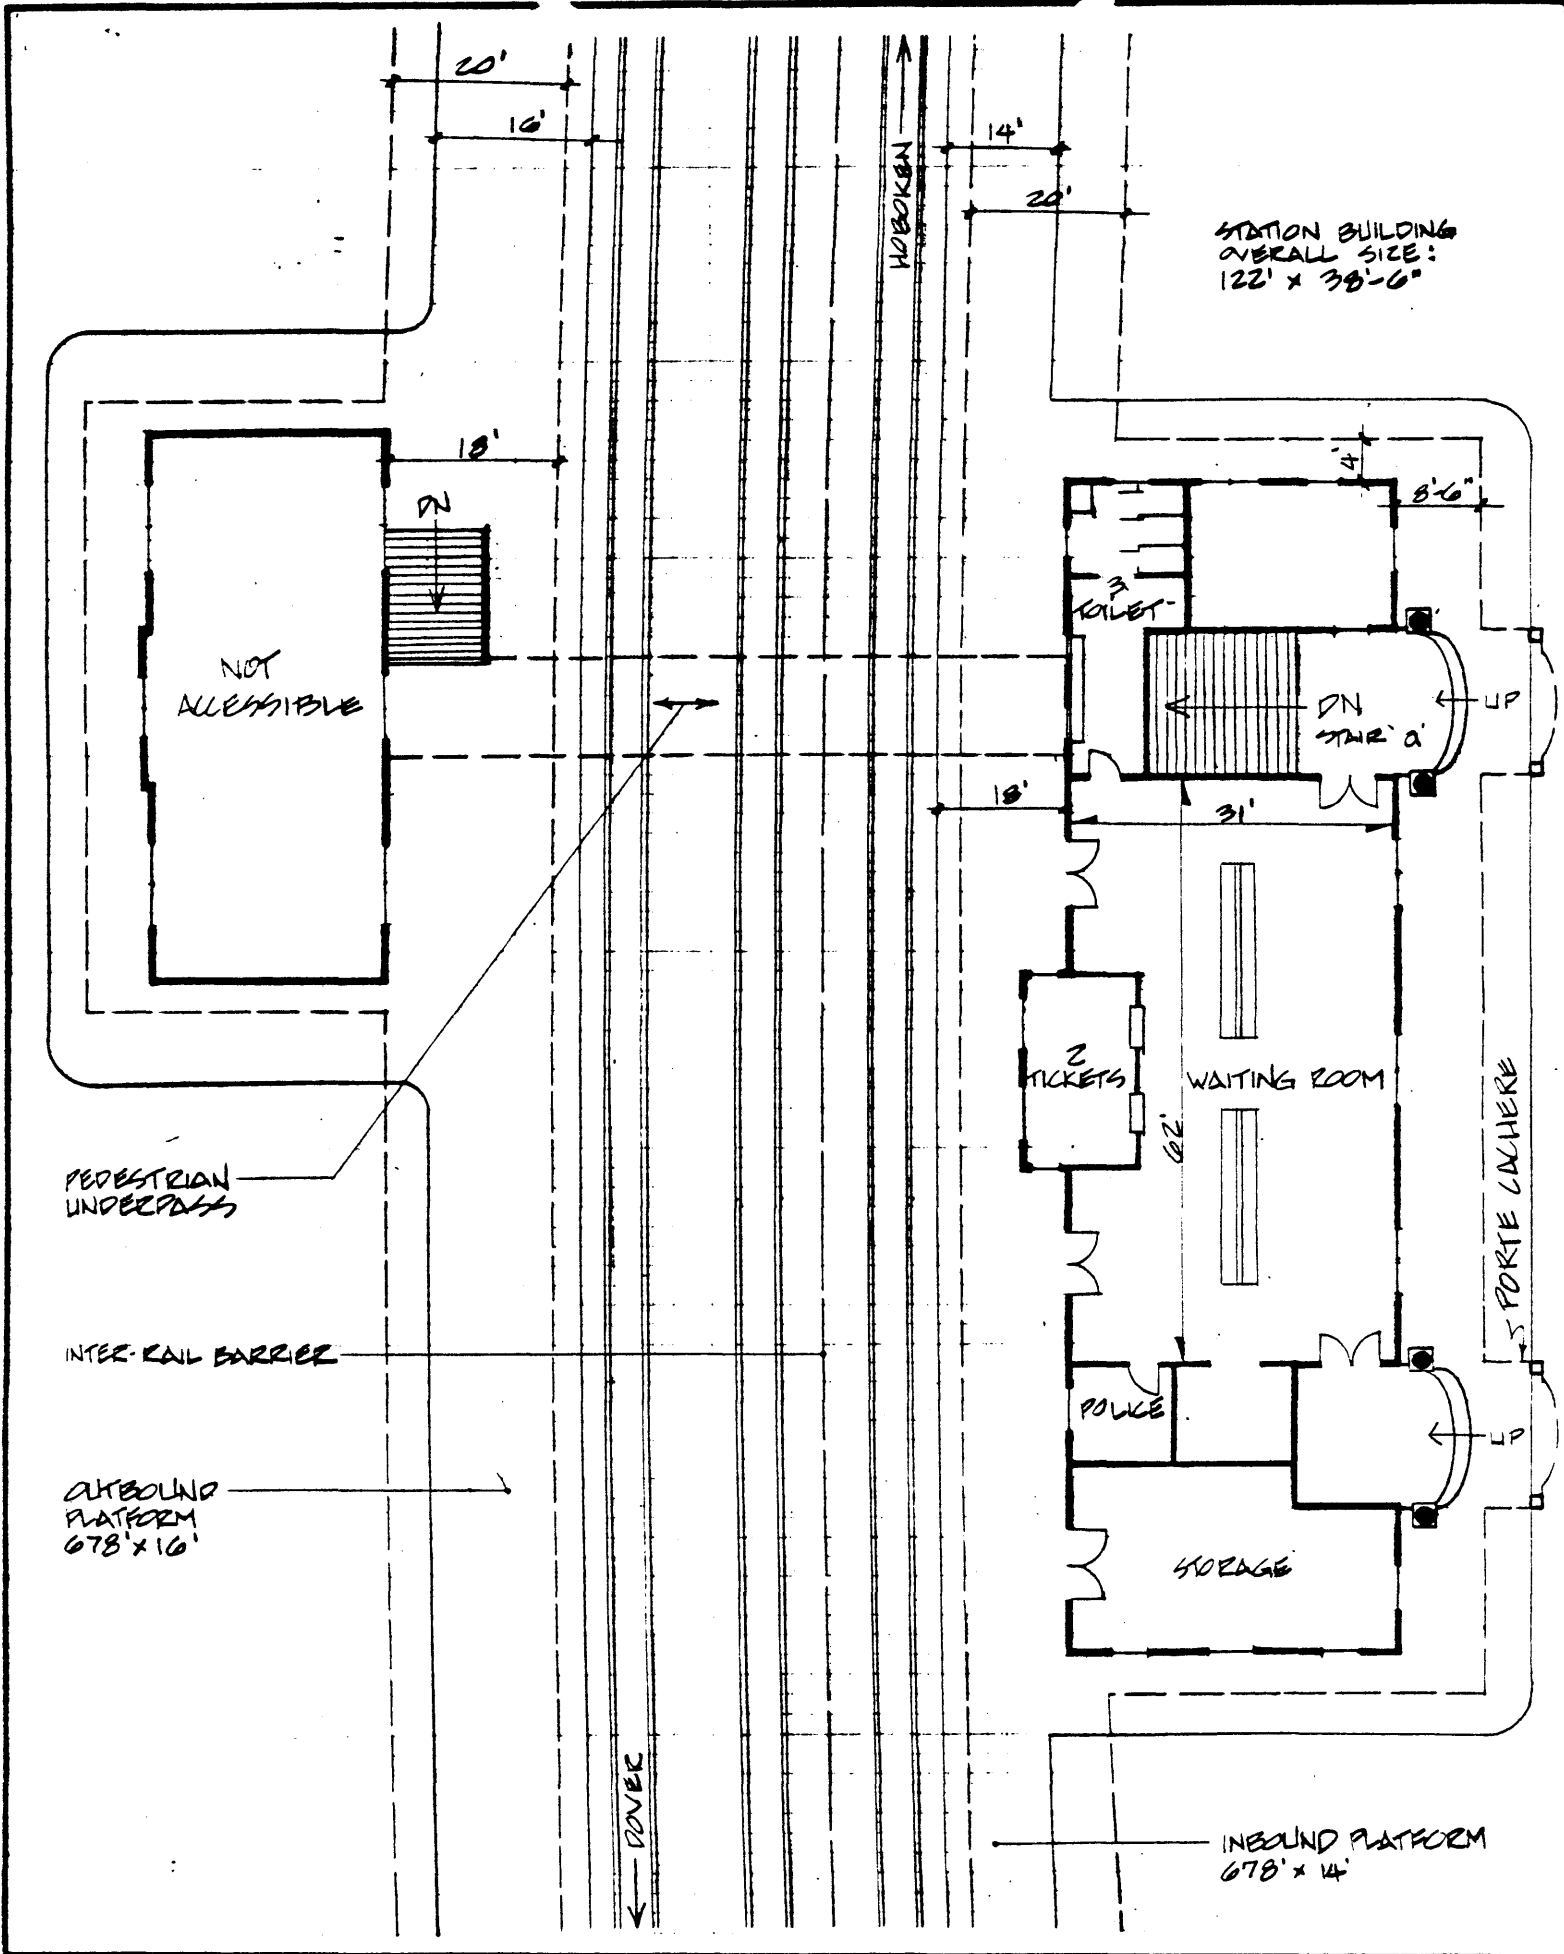 20'
16'
HOBOKEN
14'
20'
STATION BUILDING
OVERALL SIZE:
122' x 38'-6"
18'
DN
4'
8'-6"
3
TOILET
NOT
ACCESSIBLE
DN
STAIR 'a'
UP
18'
31'
2
TICKETS
WAITING ROOM
62'
PORTE CACHERE
5
PEDESTRIAN
UNDERPASS
INTER-RAIL BARRIER
POLICE
UP
OUTBOUND
PLATFORM
678' x 16'
STORAGE
DOVER
INBOUND PLATFORM
678' x 14'